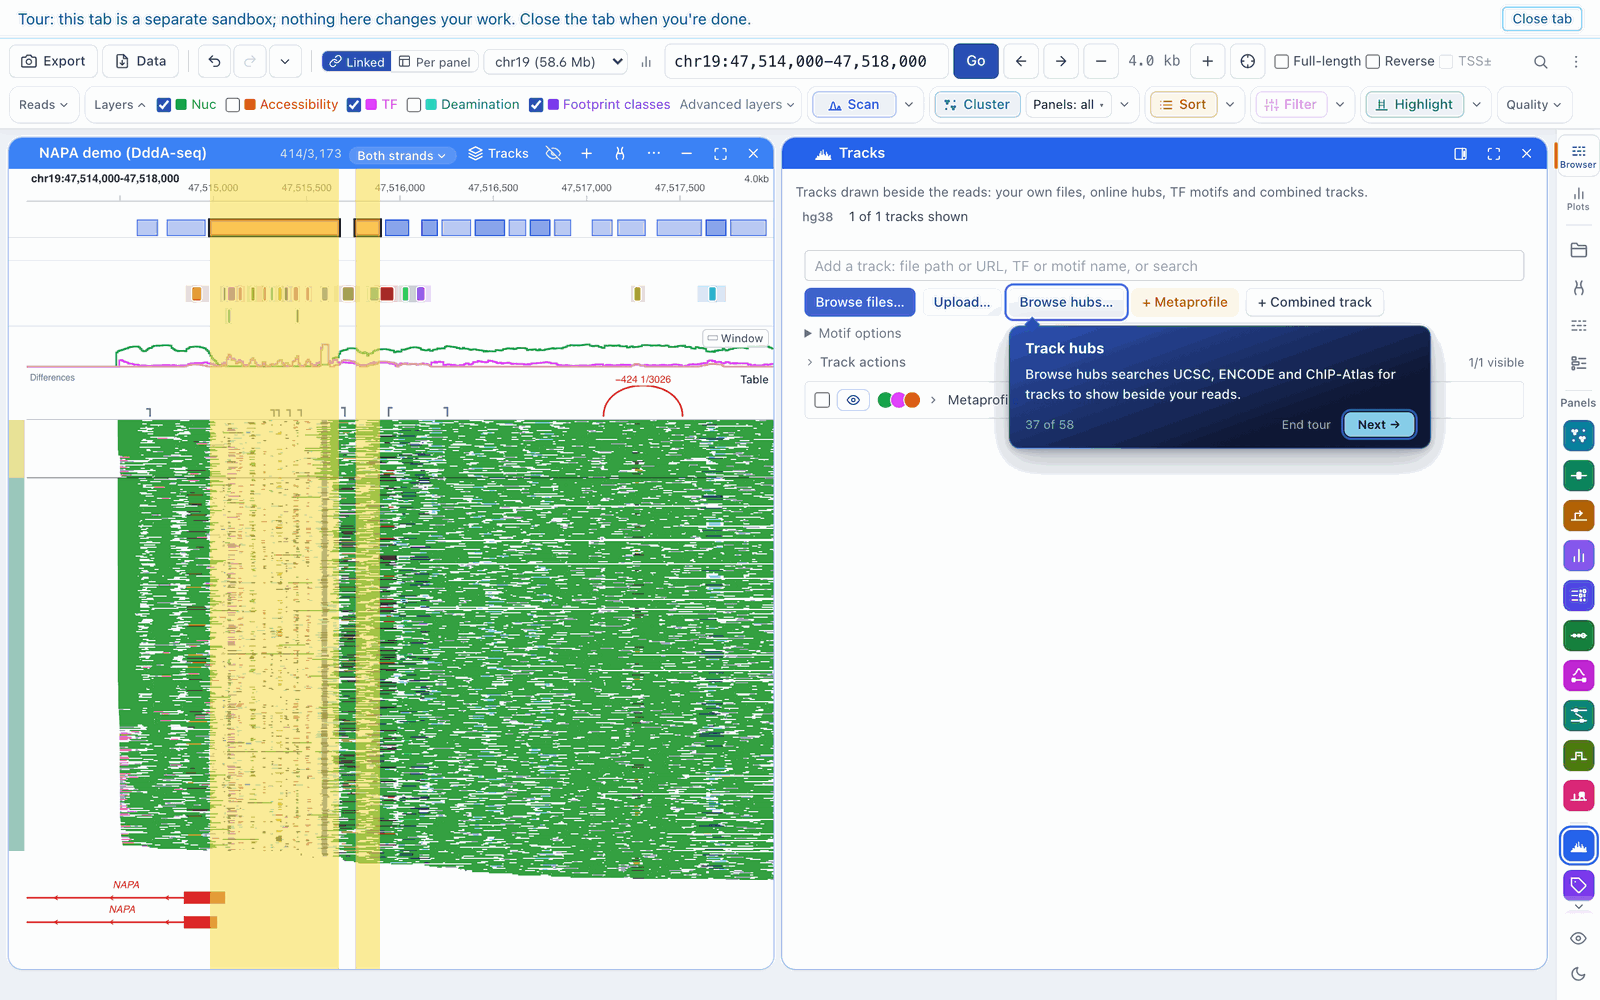 Tour: this tab is a separate sandbox; nothing here changes your work. Close the tab when you're done.
Close tab
Export
Data
Linked
Per panel
chr19 (58.6 Mb)
chr19:47,514,000–47,518,000
Go
4.0 kb
Full-length
Reverse
TSS±
Reads
Layers
Nuc
Accessibility
TF
Deamination
Footprint classes
Advanced layers
Scan
Cluster
Panels: all
Sort
Filter
Highlight
Quality
NAPA demo (DddA-seq)
414/3,173
Both strands
Tracks
chr19:47,514,000-47,518,000
47,515,000
47,515,500
47,516,000
47,516,500
47,517,000
47,517,500
4.0kb
Window
Differences
−424 1/3026
Table
NAPA
NAPA
Tracks
Tracks drawn beside the reads: your own files, online hubs, TF motifs and combined tracks.
hg38
1 of 1 tracks shown
Add a track: file path or URL, TF or motif name, or search
Browse files...
Upload...
Browse hubs...
+ Metaprofile
+ Combined track
Motif options
Track actions
1/1 visible
Metaprofi
Track hubs
Browse hubs searches UCSC, ENCODE and ChIP-Atlas for
tracks to show beside your reads.
37 of 58
End tour
Next →
Browser
Plots
Panels